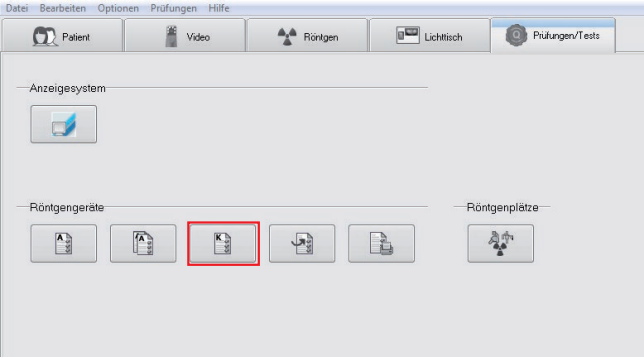 Datei Bearbeiten Optionen Prüfungen Hilfe
Patient Video Röntgen Lichttisch Prüfungen/Tests
Anzeigesystem
Röntgengeräte Röntgenplätze
A A K